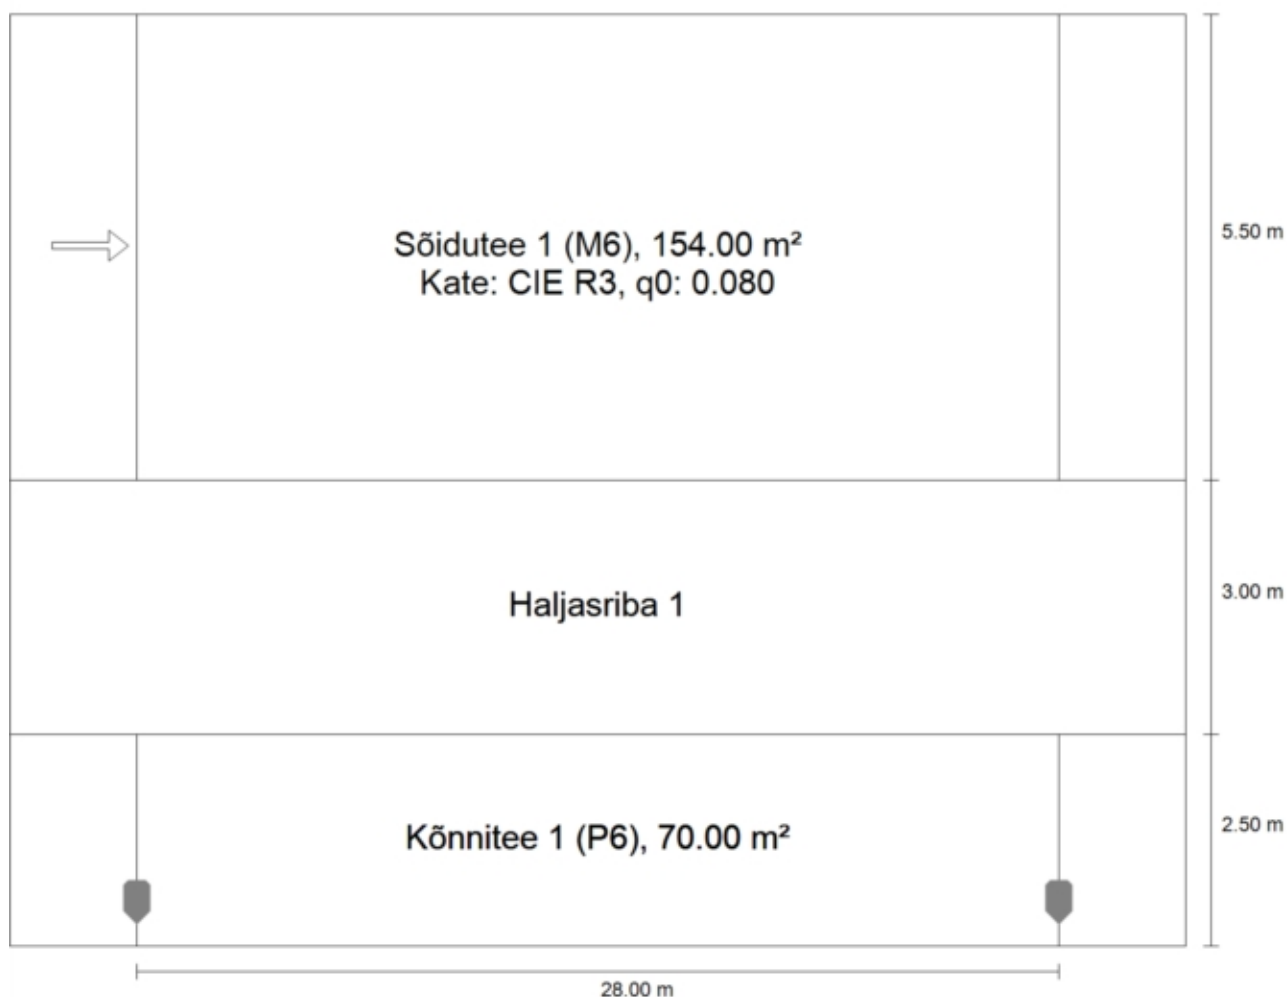 Sõidutee 1 (M6), 154.00 m²
Kate: CIE R3, q0: 0.080
5.50 m
Haljasriba 1
3.00 m
Kõnnitee 1 (P6), 70.00 m²
2.50 m
28.00 m